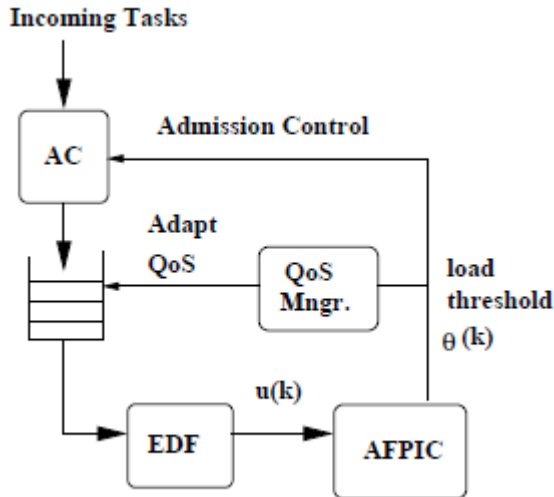 Incoming Tasks
AC
Admission Control
Adapt
QoS
QoS
Mngr.
load
threshold
θ(k)
u(k)
EDF
AFPIC